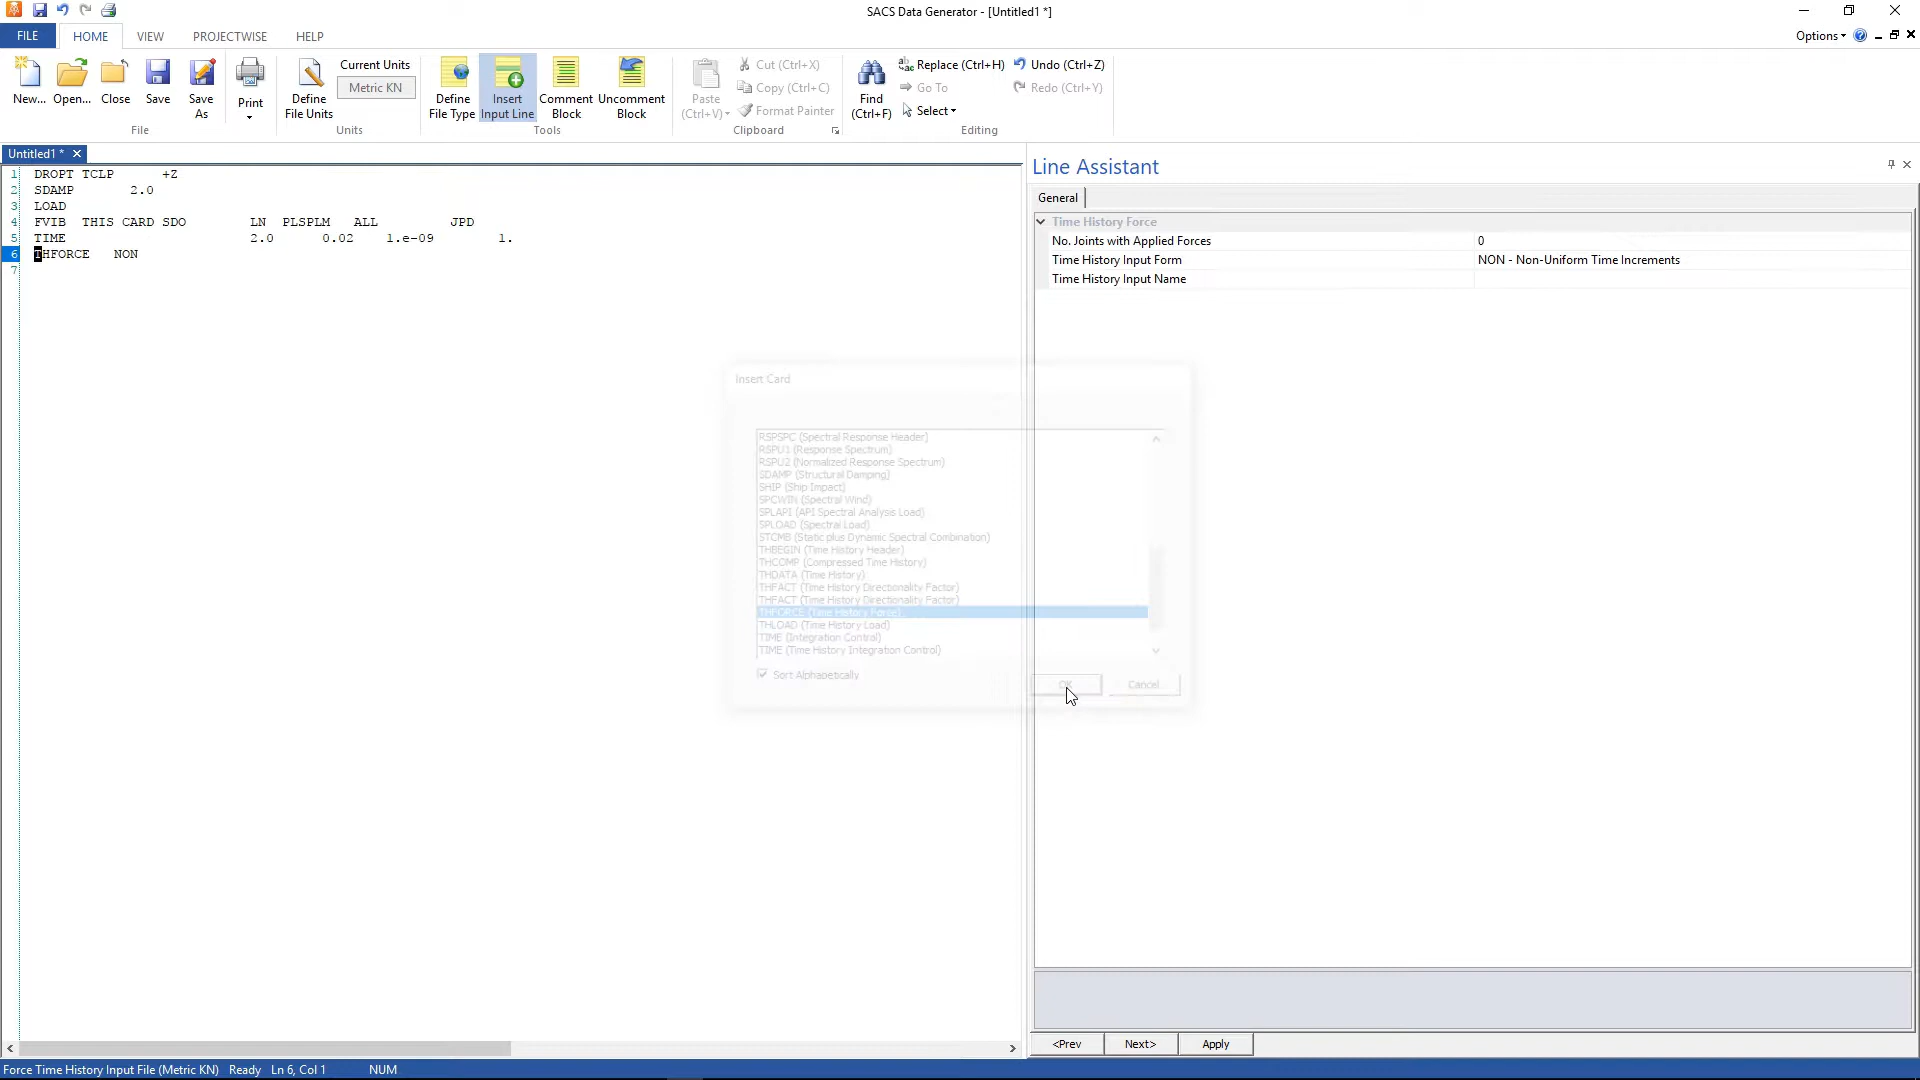 SACS Data Generator - [Untitled1 *]
FILE HOME VIEW PROJECTWISE HELP Options
New... Open... Close Save Save As Print
File
Define File Units
Current Units
Metric KN
Units
Define File Type Insert Input Line Comment Block Uncomment Block
Tools
Paste (Ctrl+V)
Cut (Ctrl+X)
Copy (Ctrl+C)
Format Painter
Clipboard
Find (Ctrl+F)
Replace (Ctrl+H)
Go To
Select
Undo (Ctrl+Z)
Redo (Ctrl+Y)
Editing
Untitled1 *
1 DROPT TCLP +Z
2 SDAMP 2.0
3 LOAD
4 FVIB THIS CARD SDO LN PLSPLM ALL JPD
5 TIME 2.0 0.02 1.e-09 1.
6 THFORCE NON
7
Line Assistant
General
Time History Force
No. Joints with Applied Forces 0
Time History Input Form NON - Non-Uniform Time Increments
Time History Input Name
Insert Card
RSPSPC (Spectral Response Header)
RSPU1 (Response Spectrum)
RSPU2 (Normalized Response Spectrum)
SDAMP (Structural Damping)
SHIP (Ship Impact)
SPCWIN (Spectral Wind)
SPLAPI (API Spectral Analysis Load)
SPLOAD (Spectral Load)
STCMB (Static plus Dynamic Spectral Combination)
THBEGIN (Time History Header)
THCOMP (Compressed Time History)
THDATA (Time History)
THFACT (Time History Directionality Factor)
THFACT (Time History Directionality Factor)
THFORCE (Time History Force)
THLOAD (Time History Load)
TIME (Integration Control)
TIME (Time History Integration Control)
Sort Alphabetically
OK Cancel
<Prev Next> Apply
Force Time History Input File (Metric KN) Ready Ln 6, Col 1 NUM